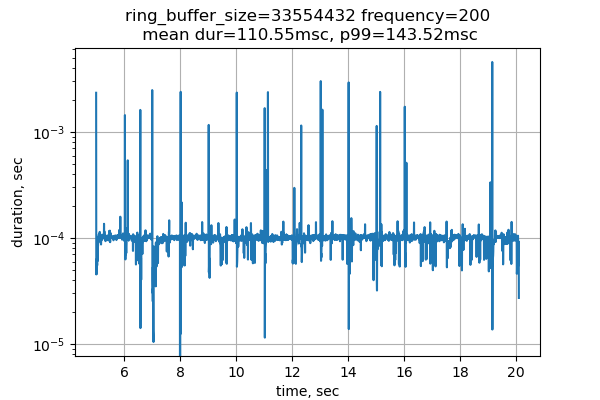 ring_buffer_size=33554432 frequency=200
mean dur=110.55msc, p99=143.52msc
duration, sec
10⁻³
10⁻⁴
10⁻⁵
6 8 10 12 14 16 18 20
time, sec